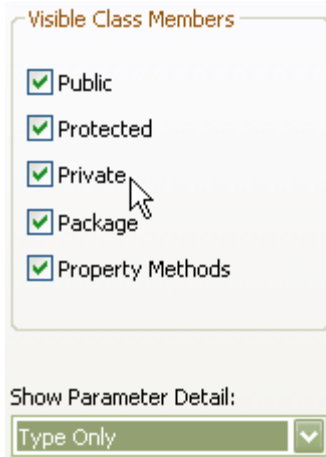 Visible Class Members
Public
Protected
Private
Package
Property Methods
Show Parameter Detail:
Type Only